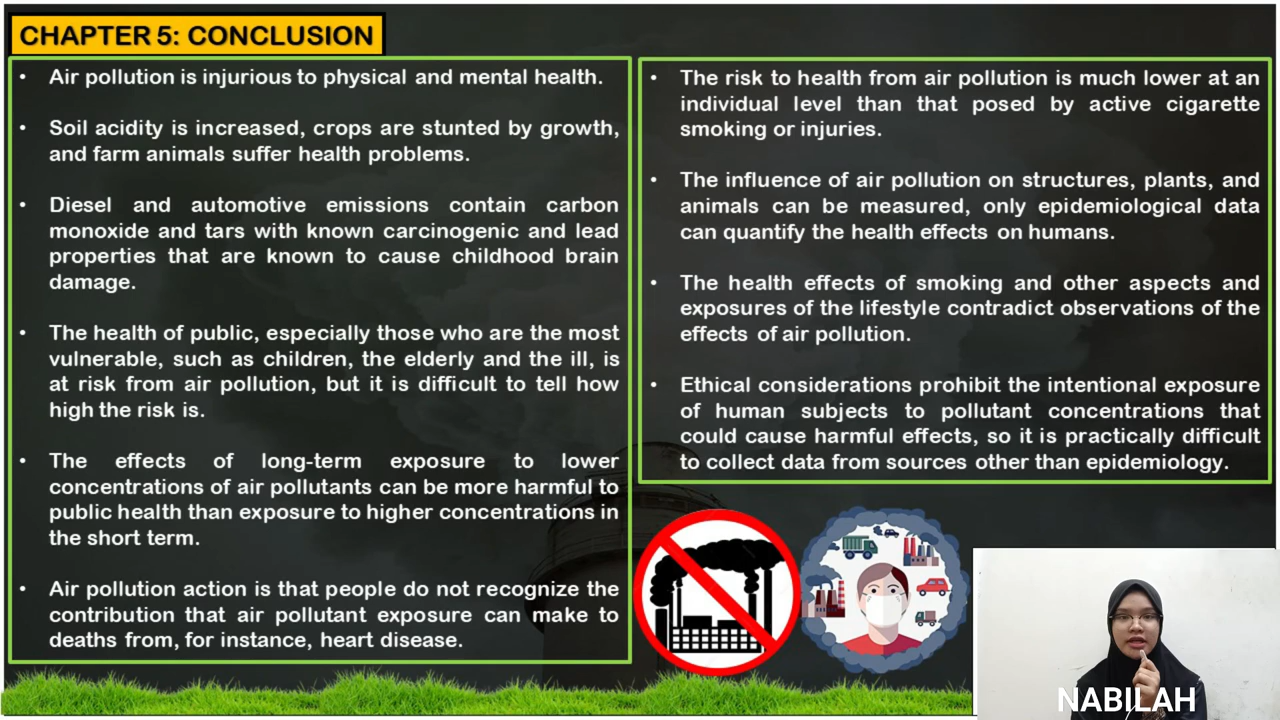 CHAPTER 5: CONCLUSION
• Air pollution is injurious to physical and mental health.
• Soil acidity is increased, crops are stunted by growth,
and farm animals suffer health problems.
• Diesel and automotive emissions contain carbon
monoxide and tars with known carcinogenic and lead
properties that are known to cause childhood brain
damage.
• The health of public, especially those who are the most
vulnerable, such as children, the elderly and the ill, is
at risk from air pollution, but it is difficult to tell how
high the risk is.
• The effects of long-term exposure to lower
concentrations of air pollutants can be more harmful to
public health than exposure to higher concentrations in
the short term.
• Air pollution action is that people do not recognize the
contribution that air pollutant exposure can make to
deaths from, for instance, heart disease.
• The risk to health from air pollution is much lower at an
individual level than that posed by active cigarette
smoking or injuries.
• The influence of air pollution on structures, plants, and
animals can be measured, only epidemiological data
can quantify the health effects on humans.
• The health effects of smoking and other aspects and
exposures of the lifestyle contradict observations of the
effects of air pollution.
• Ethical considerations prohibit the intentional exposure
of human subjects to pollutant concentrations that
could cause harmful effects, so it is practically difficult
to collect data from sources other than epidemiology.
NABILAH